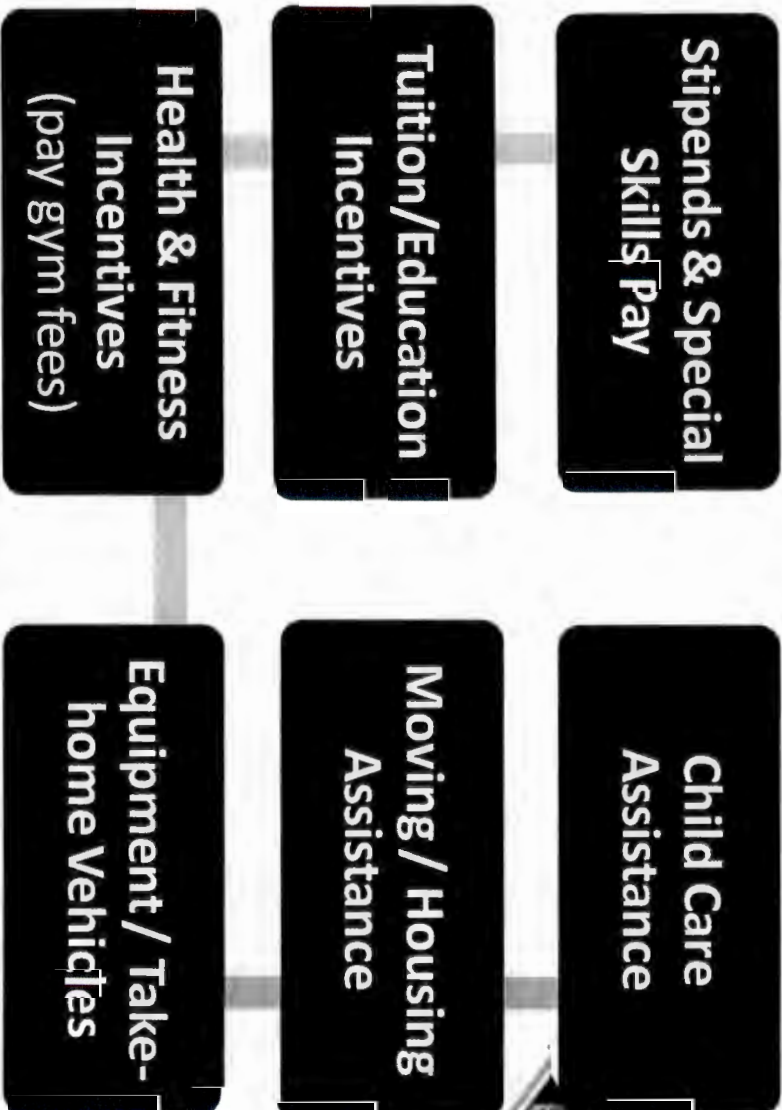 Stipends & Special
Skills Pay
Tuition/Education
Incentives
Health & Fitness
Incentives
(pay gym fees)
Equipment / Take-
home Vehicles
Moving / Housing
Assistance
Child Care
Assistance